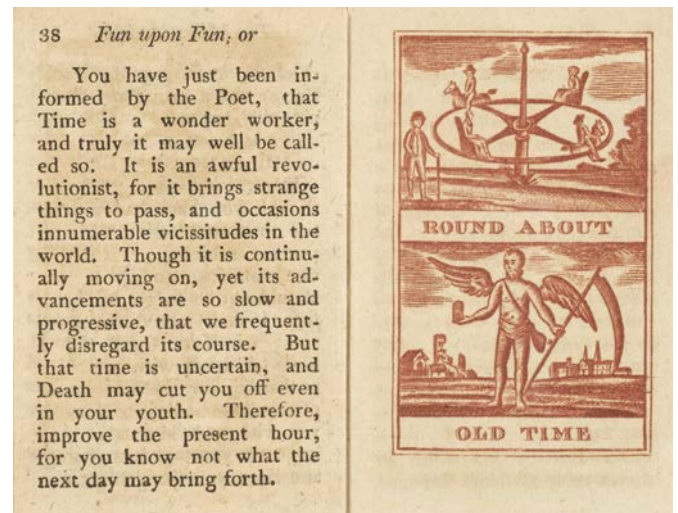 38 Fun upon Fun; or
You have just been in-
formed by the Poet, that
Time is a wonder worker,
and truly it may well be call-
ed so. It is an awful revo-
lutionist, for it brings strange
things to pass, and occasions
innumerable vicissitudes in the
world. Though it is continu-
ally moving on, yet its ad-
vancements are so slow and
progressive, that we frequent-
ly disregard its course. But
that time is uncertain, and
Death may cut you off even
in your youth. Therefore,
improve the present hour,
for you know not what the
next day may bring forth.
ROUND ABOUT
OLD TIME